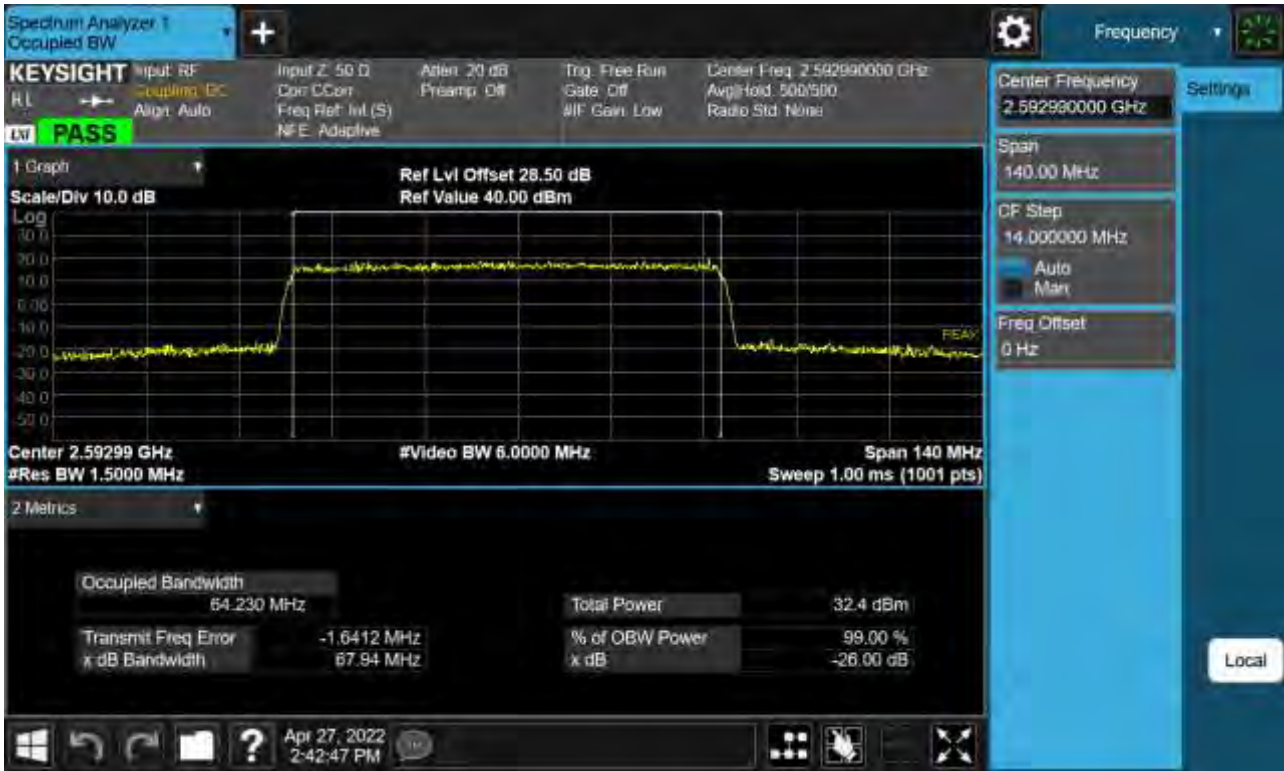 Spectrum Analyzer 1
Occupied BW
Frequency
KEYSIGHT
Input: RF
Coupling: DC
Align: Auto
Input Z: 50 Ω
Corr CCorr
Freq Ref: Int (S)
NFE: Adaptive
Atten: 20 dB
Preamp: Off
Trig: Free Run
Gate: Off
#IF Gain: Low
Center Freq: 2.592990000 GHz
Avg|Hold: 500/500
Radio Std: None
RL
PASS
Center Frequency
2.592990000 GHz
Settings
Span
140.00 MHz
CF Step
14.000000 MHz
Auto
Man
Freq Offset
0 Hz
Local
1 Graph
Scale/Div 10.0 dB
Ref Lvl Offset 28.50 dB
Ref Value 40.00 dBm
Log
30.0
20.0
10.0
0.00
-10.0
-20.0
-30.0
-40.0
-50.0
PEAK
Center 2.59299 GHz
#Res BW 1.5000 MHz
#Video BW 6.0000 MHz
Span 140 MHz
Sweep 1.00 ms (1001 pts)
2 Metrics
Occupied Bandwidth
64.230 MHz
Transmit Freq Error -1.6412 MHz
x dB Bandwidth 67.94 MHz
Total Power 32.4 dBm
% of OBW Power 99.00 %
x dB -26.00 dB
?
Apr 27, 2022
2:42:47 PM